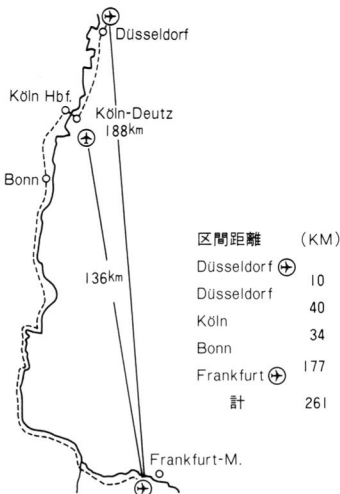 Düsseldorf
Köln Hbf.
Köln-Deutz
188km
Bonn
136km
区間距離 (KM)
Düsseldorf
10
Düsseldorf
40
Köln
34
Bonn
177
Frankfurt
計 261
Frankfurt-M.